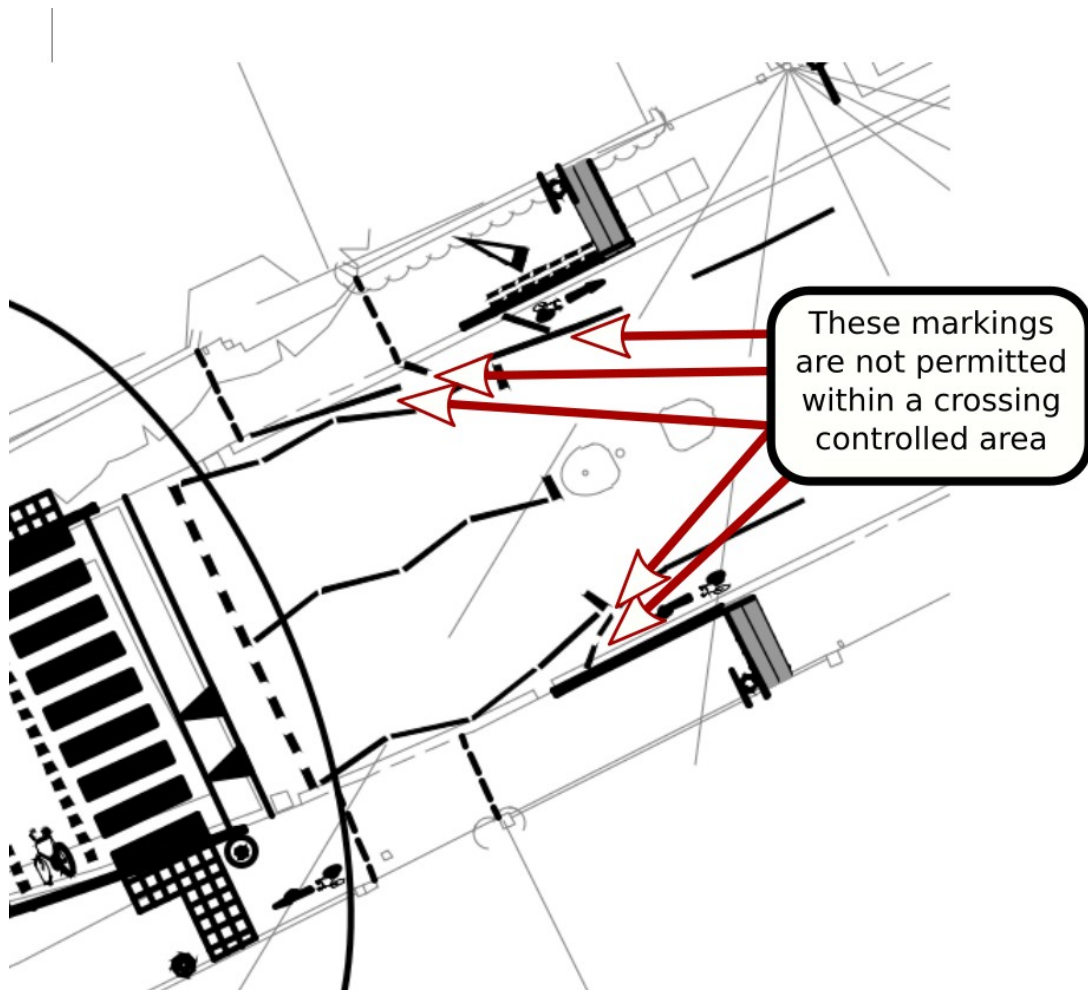 These markings
are not permitted
within a crossing
controlled area